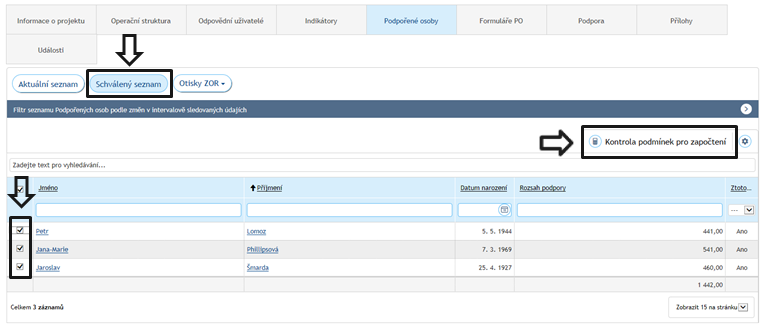 Informace o projektu Operační struktura Odpovědní uživatelé Indikátory Podpořené osoby Formuláře PO Podpora Přílohy
Události
Aktuální seznam Schválený seznam Otisky ZOR
Filtr seznamu Podpořených osob podle změn v intervalově sledovaných údajích
Kontrola podmínek pro započtení
Zadejte text pro vyhledávání...
Jméno Příjmení Datum narození Rozsah podpory Ztoto...
---
Petr Lomoz 5. 5. 1944 441,00 Ano
Jana-Marie Phillipsová 7. 3. 1969 541,00 Ano
Jaroslav Šmarda 25. 4. 1927 460,00 Ano
1 442,00
Celkem 3 záznamů Zobrazit 15 na stránku